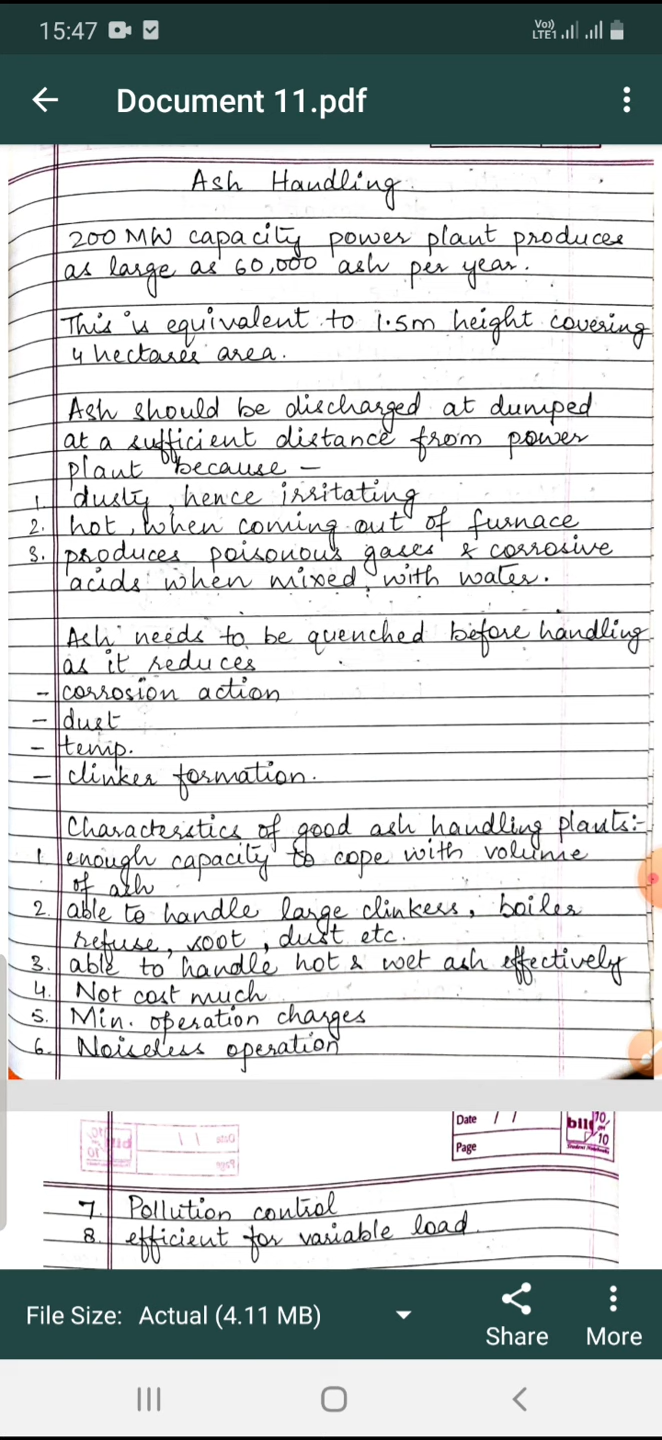 15:47
Vo))
LTE1
Document 11.pdf
Ash Handling
200 MW capacity power plant produces
as large as 60,000 ash per year.
This is equivalent to 1.5m height covering
4 hectares area.
Ash should be discharged at dumped
at a sufficient distance from power
plant because –
1. dusty, hence irritating
2. hot, when coming out of furnace
3. produces poisonous gases & corrosive
acids when mixed with water.
Ash needs to be quenched before handling
as it reduces
– corrosion action
– dust
– temp.
– clinker formation.
Characterstics of good ash handling plants:-
1. enough capacity to cope with volume
of ash
2. able to handle large clinkers, boiler
refuse, soot, dust etc.
3. able to handle hot & wet ash effectively
4. Not cost much
5. Min. operation charges
6. Noiseless operation
Date / /
Page
7. Pollution control
8. efficient for variable load
File Size: Actual (4.11 MB)
Share
More